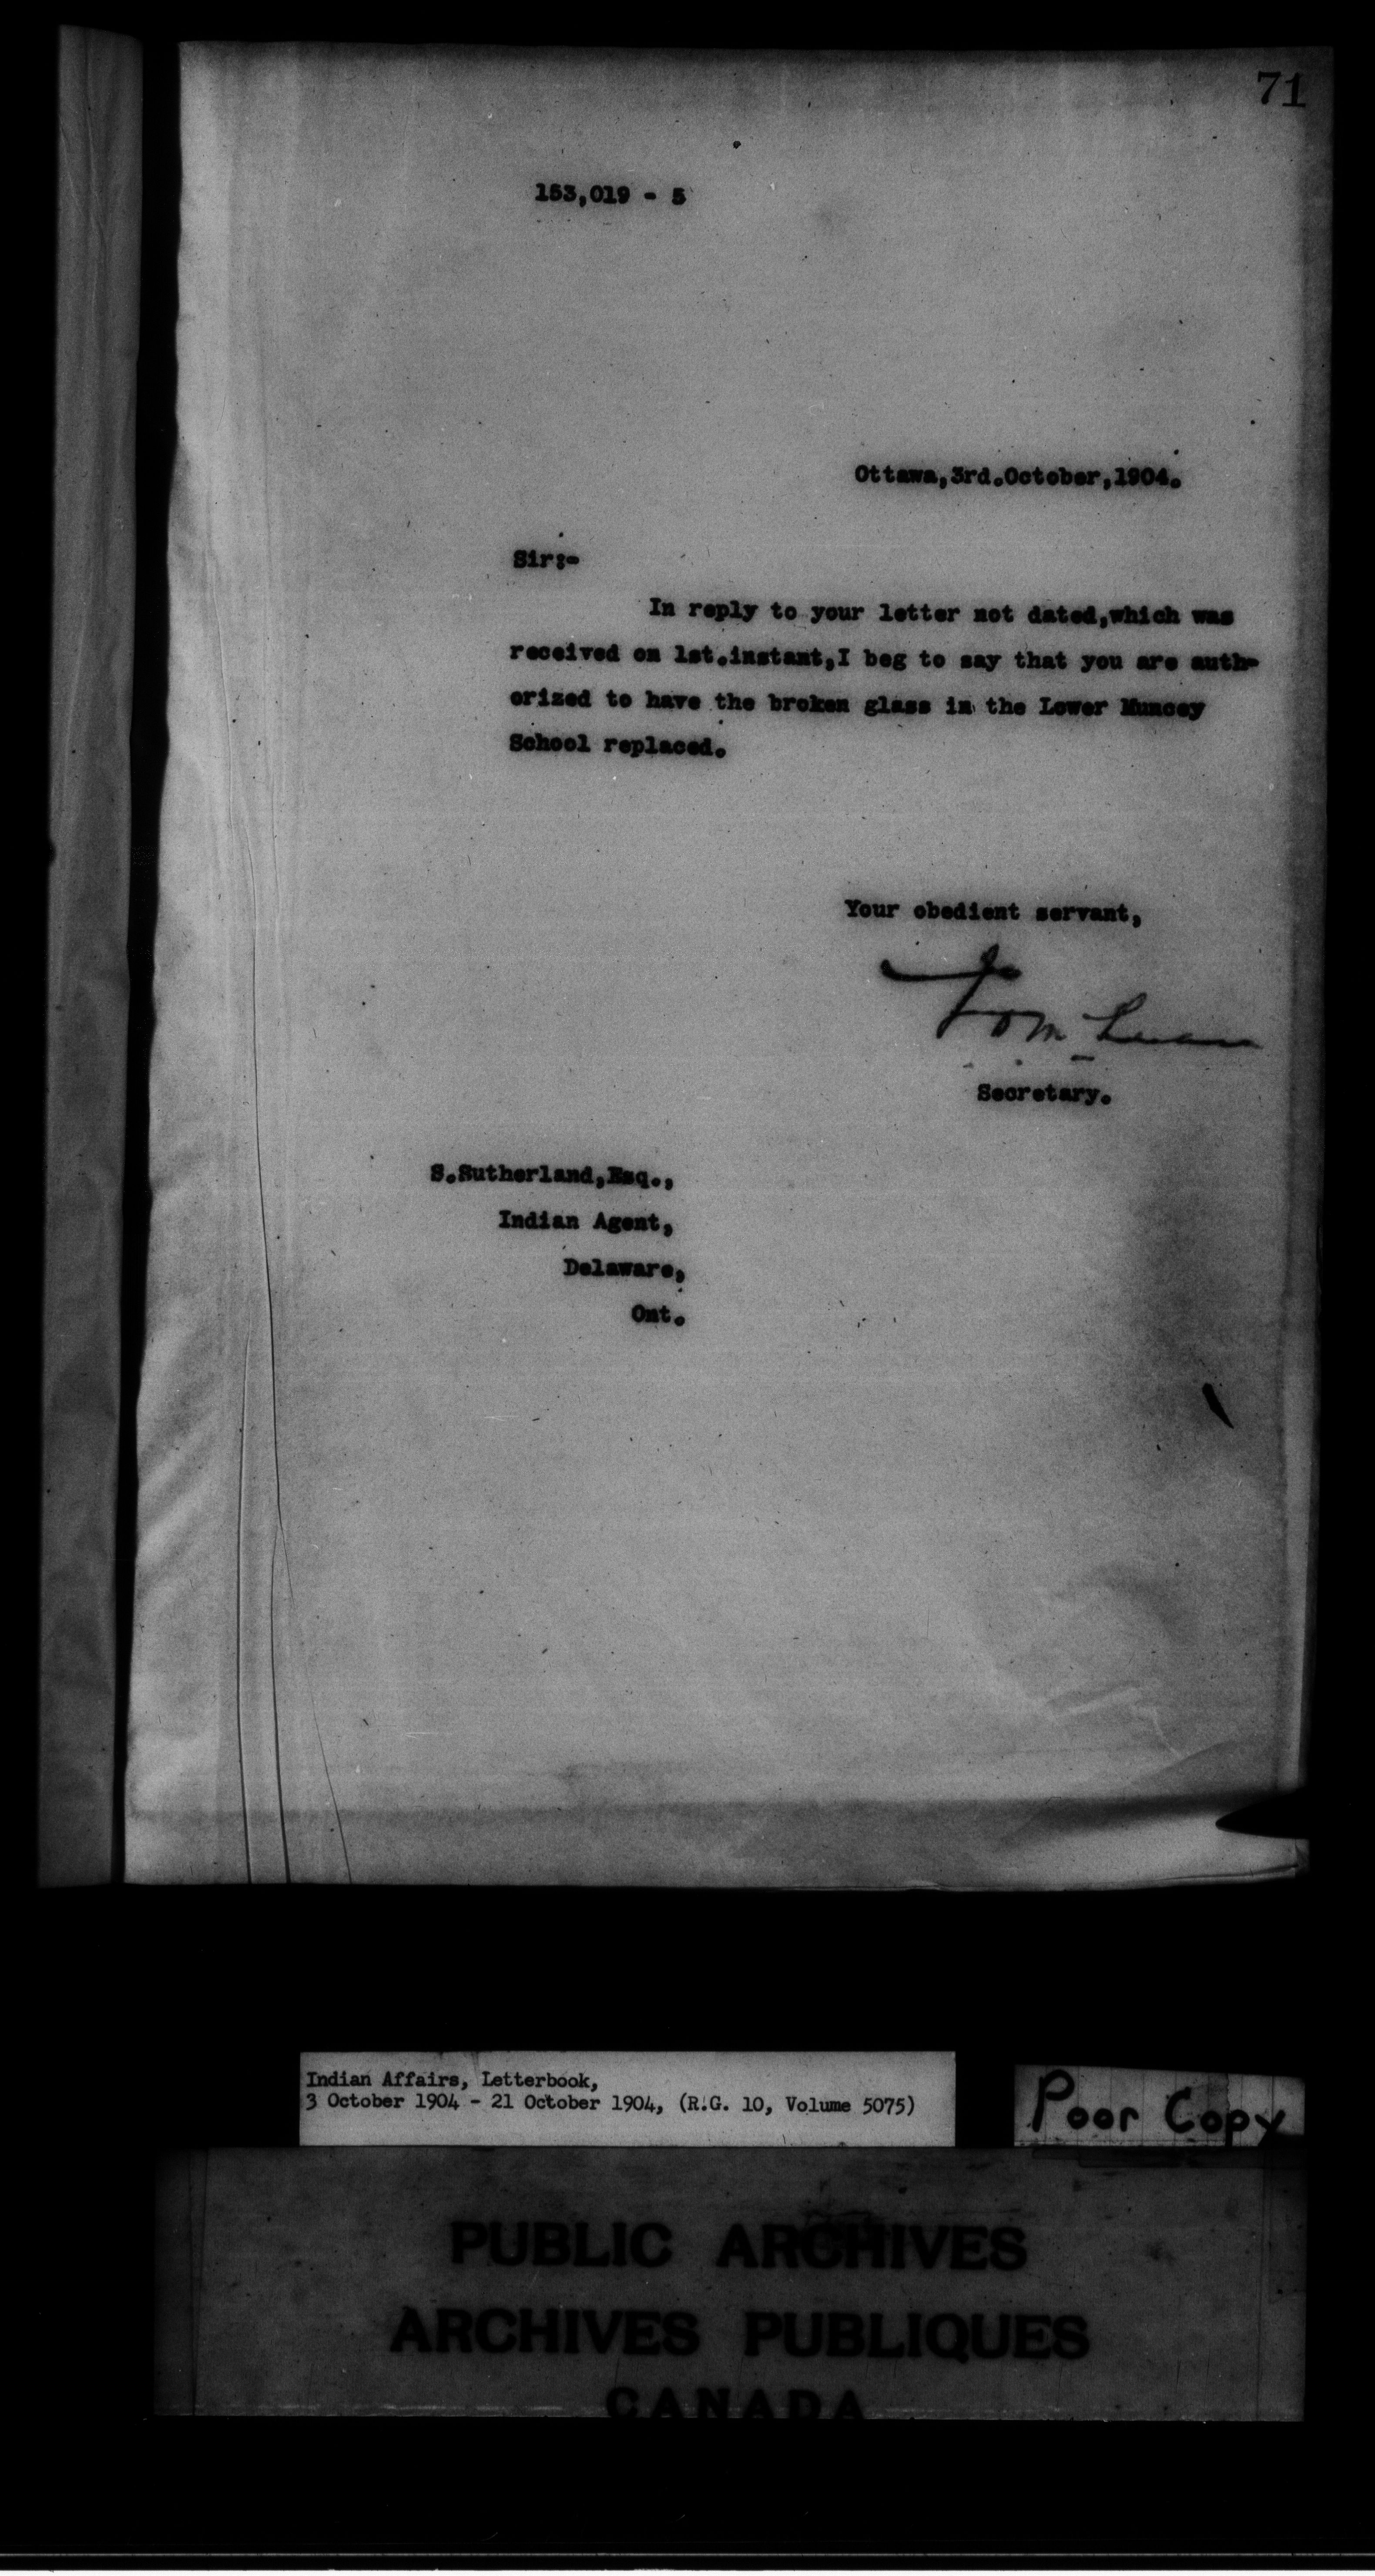 71
153,019 - 5
Ottawa,3rd.October,1904.
Sir:-
In reply to your letter not dated,which was
received on 1st.instant,I beg to say that you are auth-
orized to have the broken glass in the Lower Muncey
School replaced.
Your obedient servant,
Secretary.
S.Sutherland,Esq.,
Indian Agent,
Delaware,
Ont.
Indian Affairs, Letterbook,
3 October 1904 - 21 October 1904, (R.G. 10, Volume 5075)
Poor Copy
PUBLIC ARCHIVES
ARCHIVES PUBLIQUES
CANADA